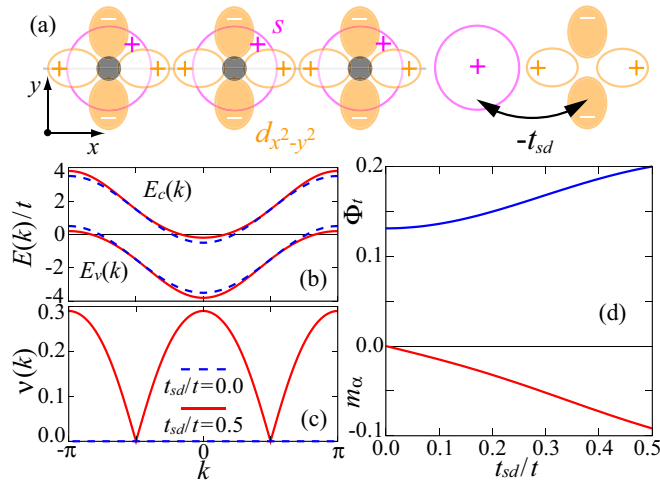 (a)
s
− − −
+ + + + + + + + + + + +
− − − −
y
x
d_{x²-y²}
-t_{sd}
4
2
0
-2
-4
E(k)/t
E_c(k)
E_v(k)
(b)
0.3
0.2
0.1
0.0
ν(k)
t_{sd}/t=0.0
t_{sd}/t=0.5
(c)
-π 0 π
k
0.2
0.1
0.0
-0.1
Φ_t
m_α
(d)
0.0 0.1 0.2 0.3 0.4 0.5
t_{sd}/t